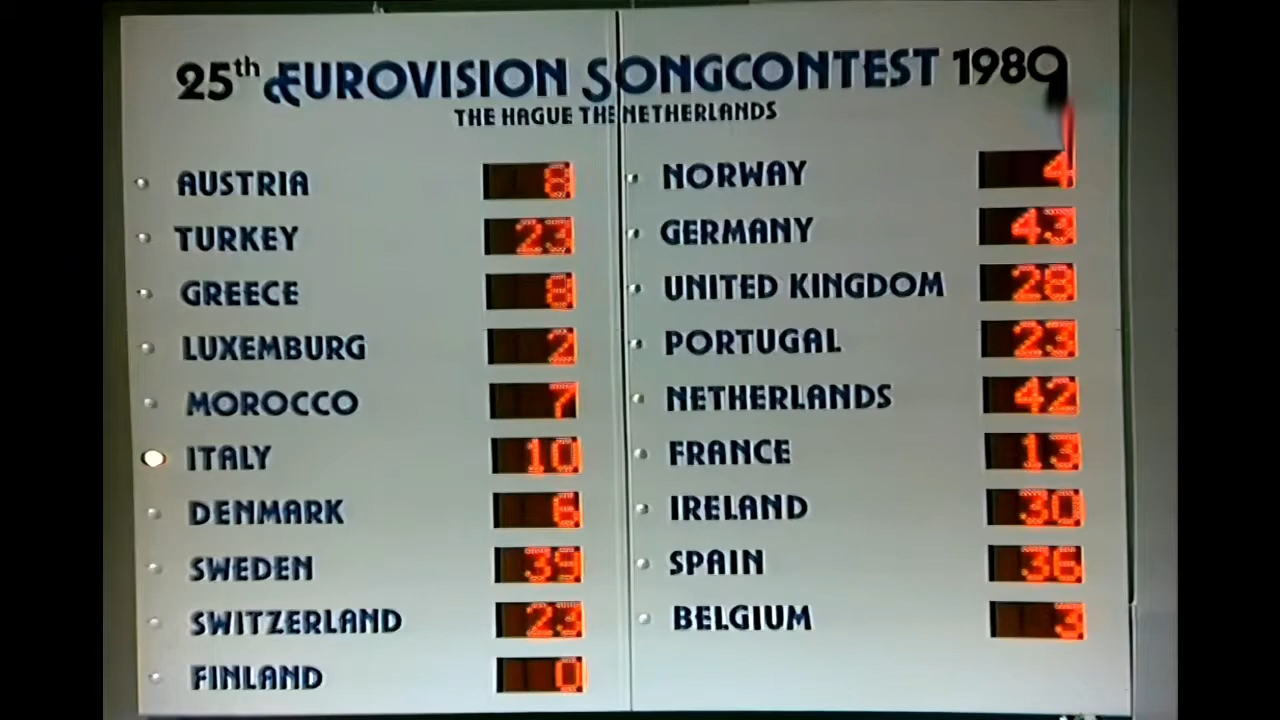 25th EUROVISION SONGCONTEST 1980
THE HAGUE THE NETHERLANDS
AUSTRIA 8
TURKEY 23
GREECE 8
LUXEMBURG 2
MOROCCO 7
ITALY 10
DENMARK 6
SWEDEN 39
SWITZERLAND 23
FINLAND 0
NORWAY 4
GERMANY 43
UNITED KINGDOM 28
PORTUGAL 23
NETHERLANDS 42
FRANCE 13
IRELAND 30
SPAIN 36
BELGIUM 3